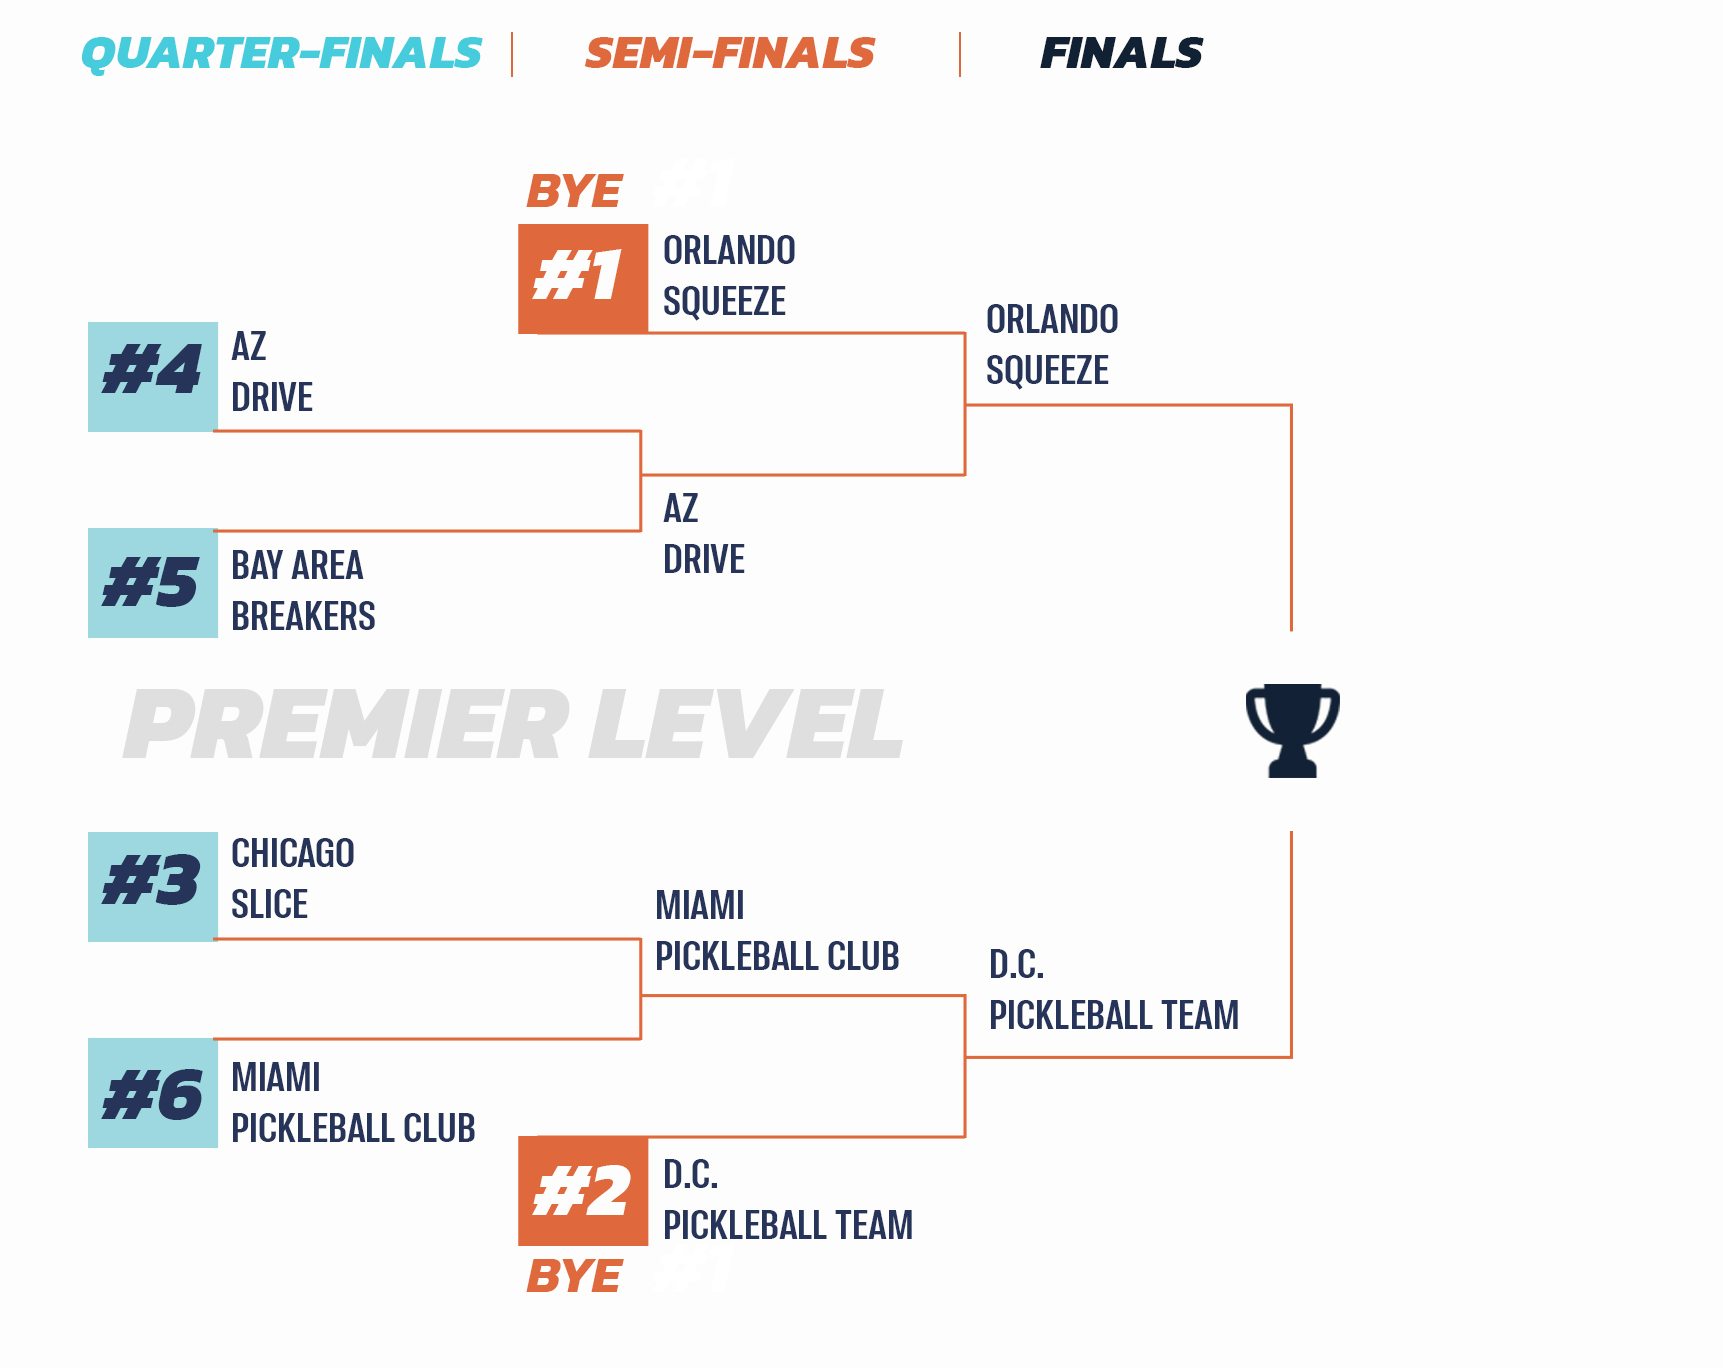 QUARTER-FINALS
SEMI-FINALS
FINALS
BYE #1
#1
ORLANDO
SQUEEZE
ORLANDO
SQUEEZE
#4
AZ
DRIVE
AZ
DRIVE
#5
BAY AREA
BREAKERS
PREMIER LEVEL
#3
CHICAGO
SLICE
MIAMI
PICKLEBALL CLUB
D.C.
PICKLEBALL TEAM
#6
MIAMI
PICKLEBALL CLUB
#2
D.C.
PICKLEBALL TEAM
BYE #1